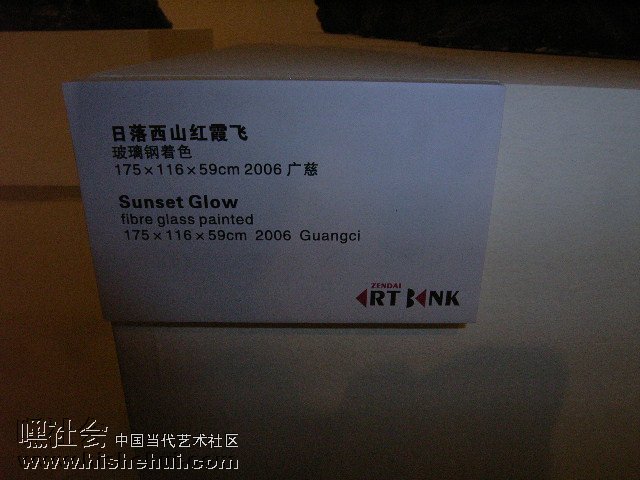 日落西山红霞飞
玻璃钢着色
175×116×59cm 2006 广慈
Sunset Glow
fibre glass painted
175×116×59cm 2006 Guangci
ZENDAI
ART BANK
嘿社会 中国当代艺术社区
www.hishehui.com